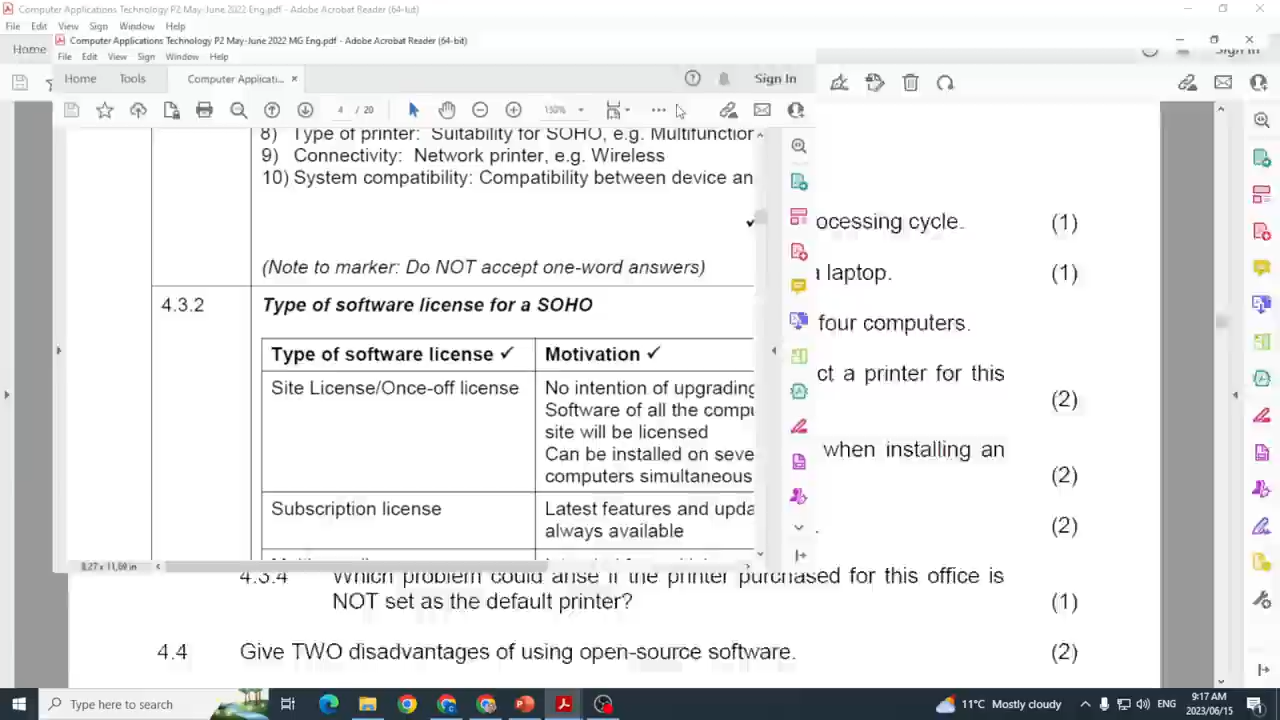 Computer Applications Technology P2 May-June 2022 Eng.pdf - Adobe Acrobat Reader (64-bit)
File Edit View Sign Window Help
Computer Applications Technology P2 May-June 2022 MG Eng.pdf - Adobe Acrobat Reader (64-bit)
Home
File Edit View Sign Window Help
Sign In
Home Tools Computer Applicati... × Sign In
4 / 20 150%
8) Type of printer: Suitability for SOHO, e.g. Multifunction
9) Connectivity: Network printer, e.g. Wireless
10) System compatibility: Compatibility between device an
ocessing cycle. (1)
(Note to marker: Do NOT accept one-word answers)
a laptop. (1)
4.3.2 Type of software license for a SOHO
four computers.
Type of software license ✓ Motivation ✓
ct a printer for this
(2)
Site License/Once-off license No intention of upgrading
Software of all the compu
site will be licensed
Can be installed on seve
computers simultaneous
when installing an
(2)
Subscription license Latest features and upda
always available
(2)
8,27 x 11,69 in
4.3.4 Which problem could arise if the printer purchased for this office is
NOT set as the default printer? (1)
4.4 Give TWO disadvantages of using open-source software. (2)
Type here to search
11°C Mostly cloudy
ENG
9:17 AM
2023/06/15